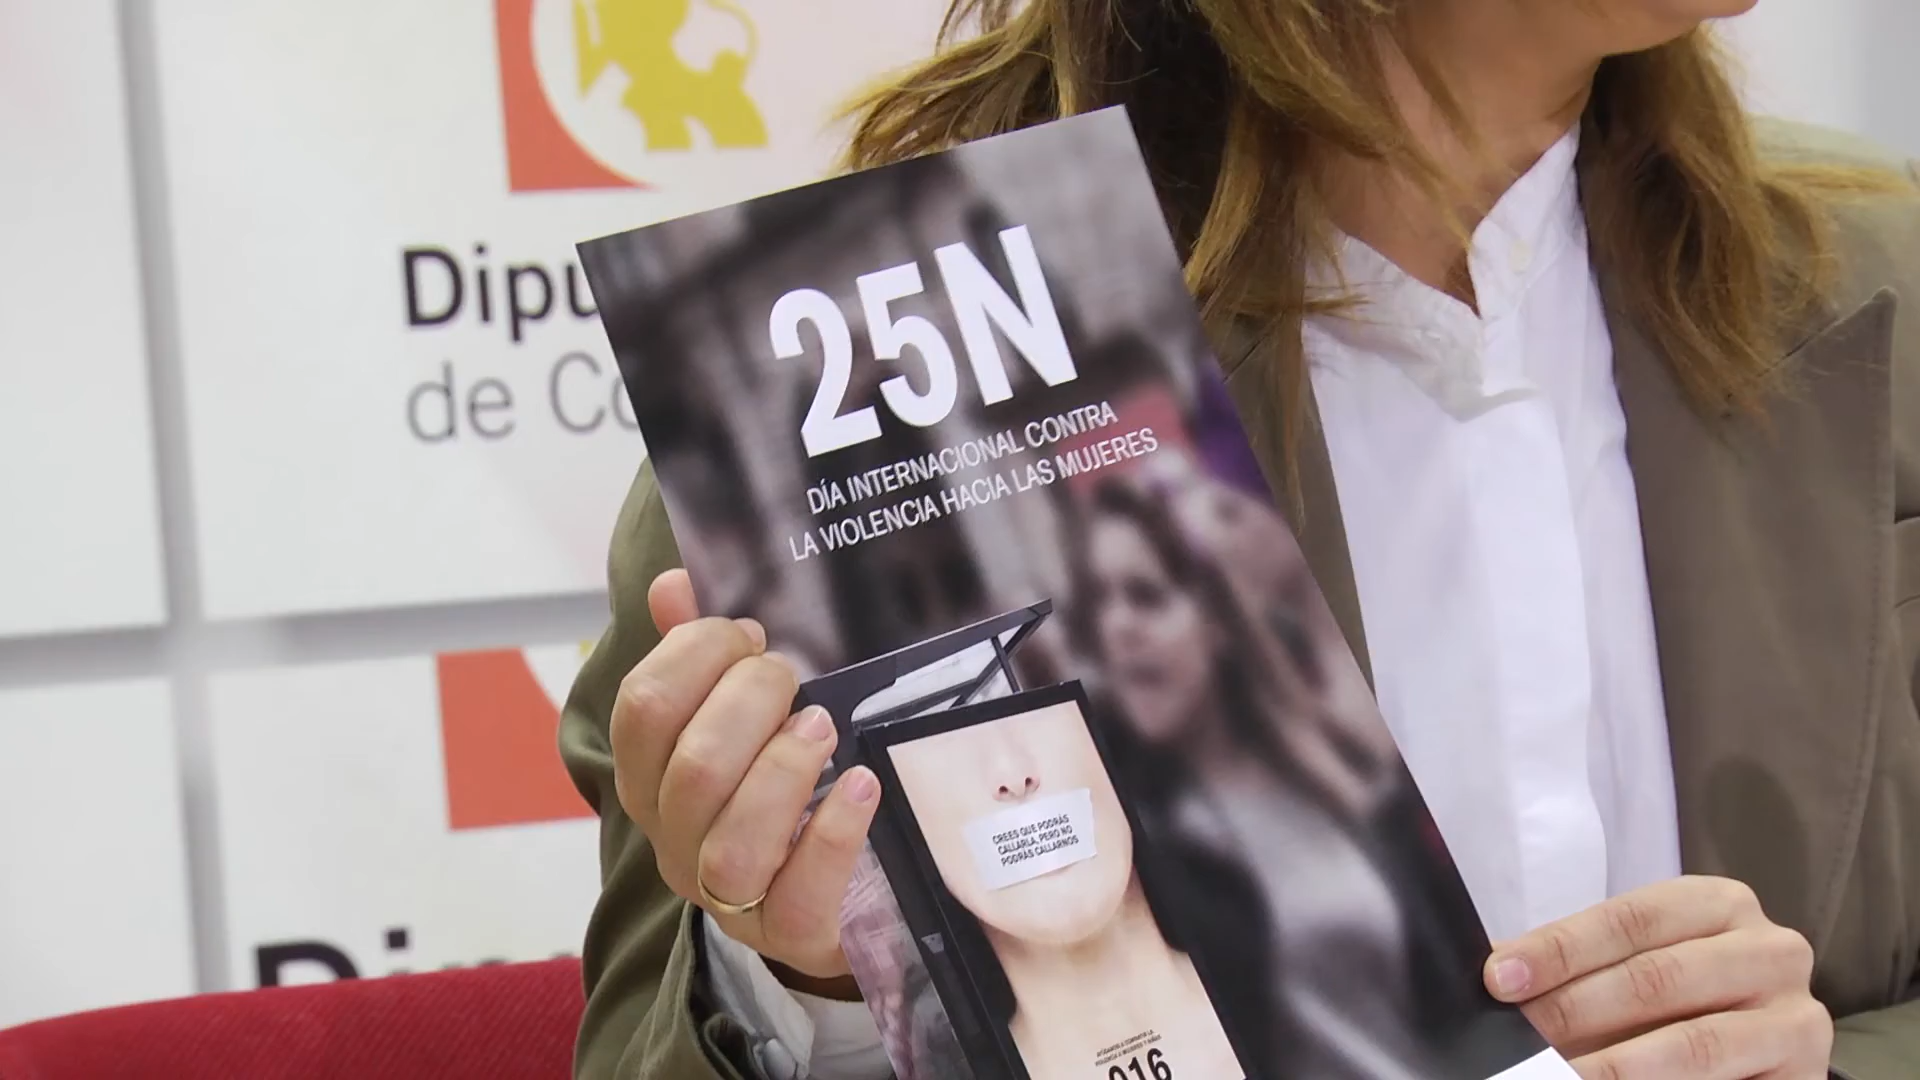 Dipu
de Co
25N
DÍA INTERNACIONAL CONTRA
LA VIOLENCIA HACIA LAS MUJERES
CREES QUE PODRÁS
CALLARLA, PERO NO
PODRÁS CALLARNOS
016